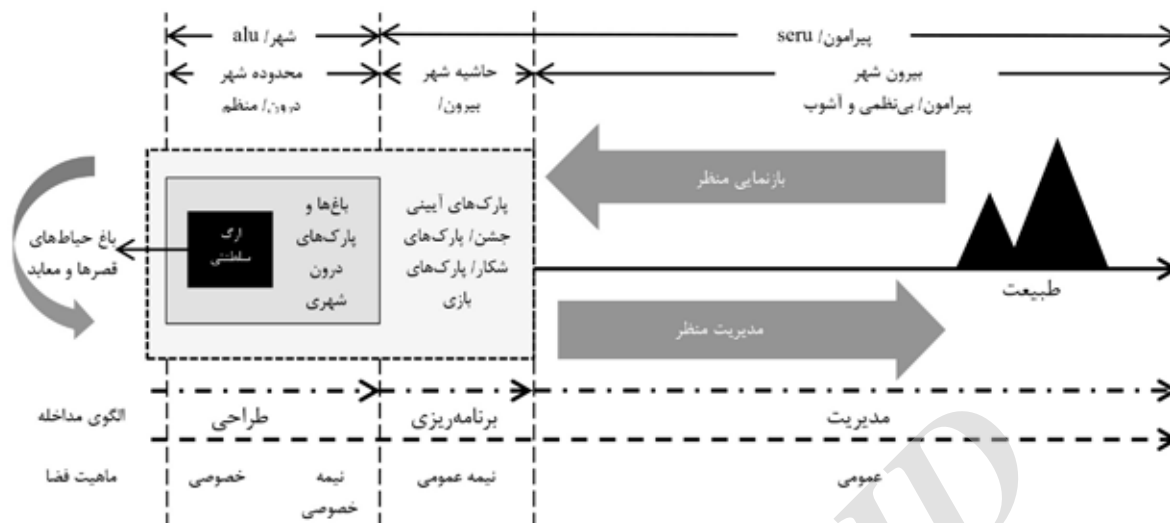 پیرامون/ seru
شهر/ alu
بیرون شهر
پیرامون/ بی‌نظمی و آشوب
حاشیه شهر
بیرون/
محدوده شهر
درون/ منظم
بازنمایی منظر
طبیعت
مدیریت منظر
پارک‌های آیینی
جشن/ پارک‌های
شکار/ پارک‌های
بازی
باغ‌ها و
پارک‌های
درون
شهری
ارگ
سلطنتی
باغ حیاط‌های
قصرها و معابد
الگوی مداخله
طراحی
برنامه‌ریزی
مدیریت
ماهیت فضا
خصوصی
نیمه
خصوصی
نیمه عمومی
عمومی